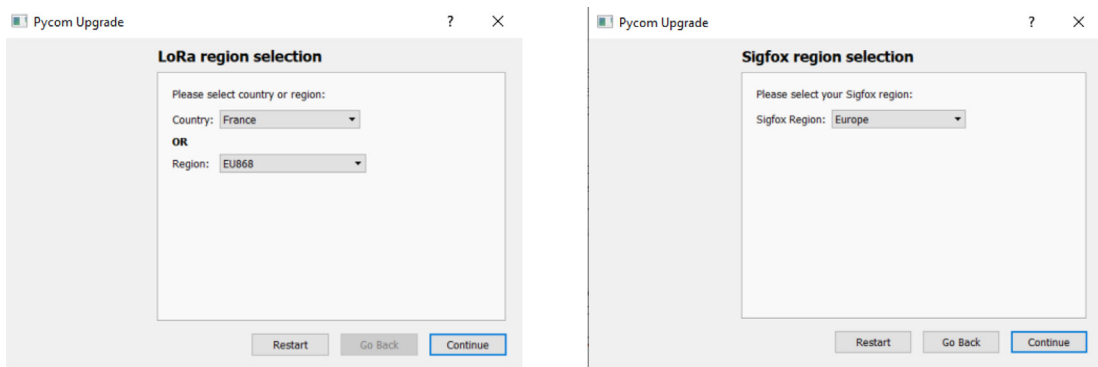 Pycom Upgrade ? ✕
LoRa region selection
Please select country or region:
Country: France
OR
Region: EU868
Restart Go Back Continue
Pycom Upgrade ? ✕
Sigfox region selection
Please select your Sigfox region:
Sigfox Region: Europe
Restart Go Back Continue